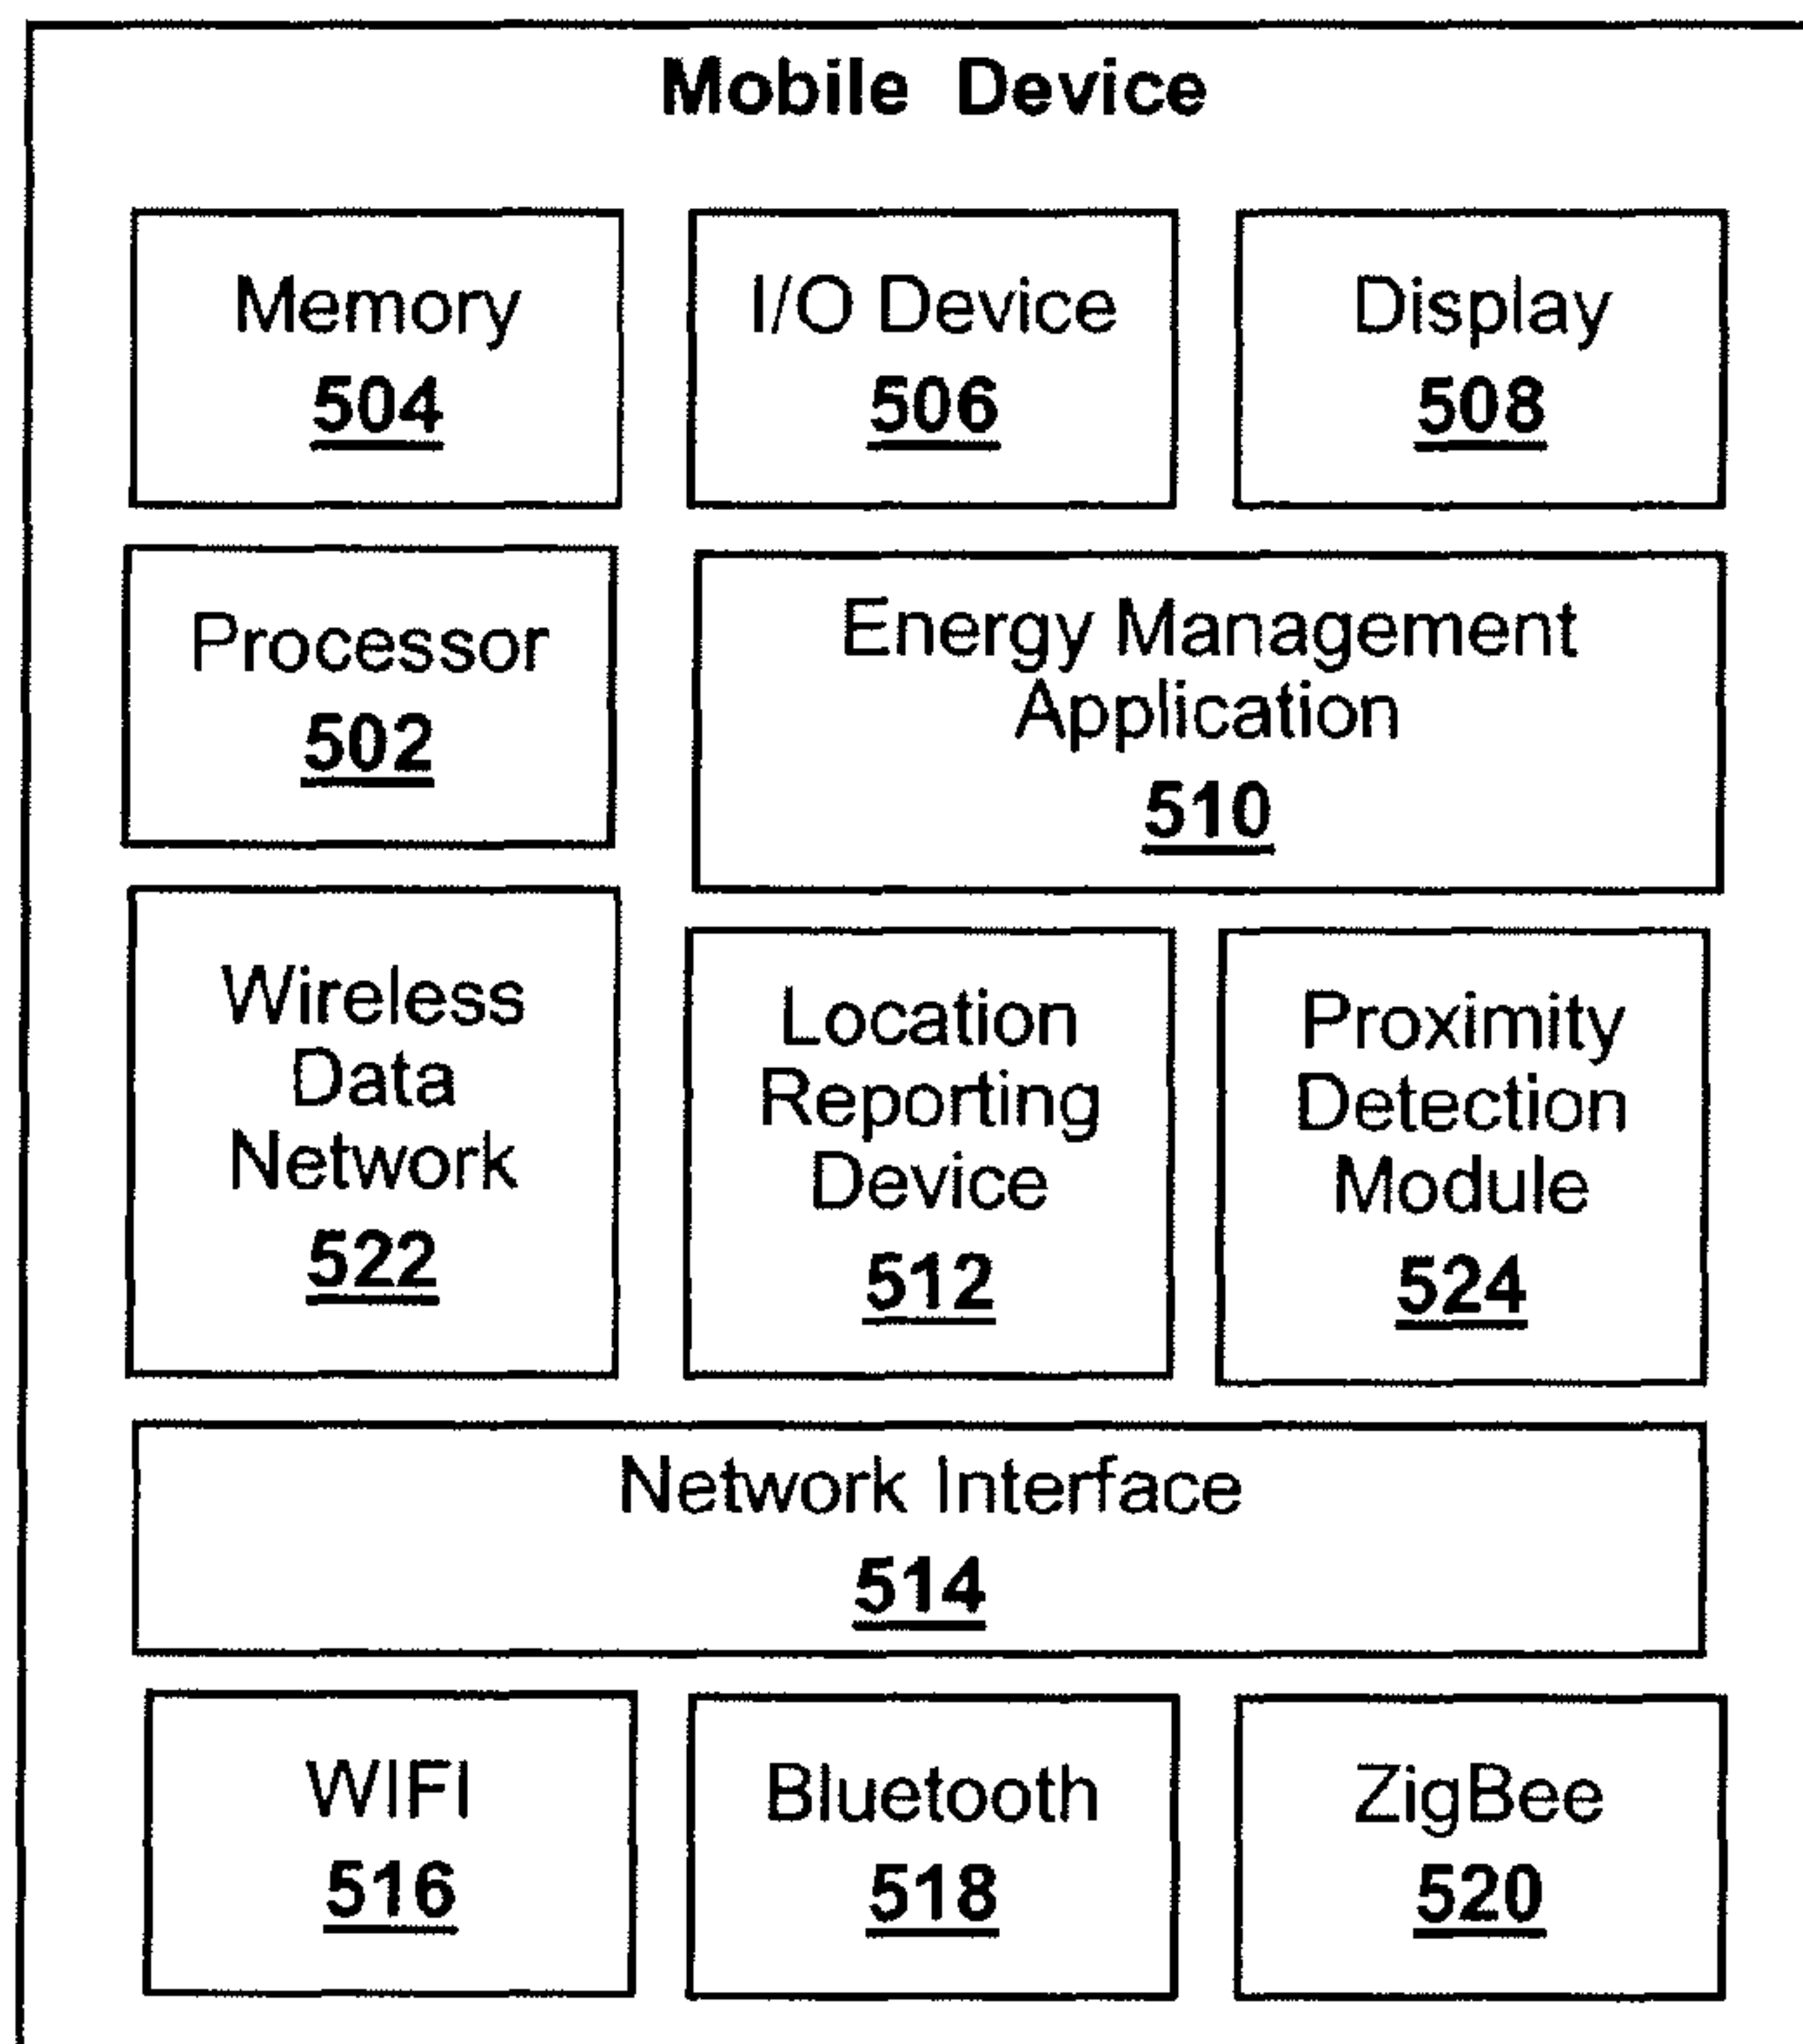 Mobile Device
Memory
504
I/O Device
506
Display
508
Processor
502
Energy Management
Application
510
Wireless
Data
Network
522
Location
Reporting
Device
512
Proximity
Detection
Module
524
Network Interface
514
WIFI
516
Bluetooth
518
ZigBee
520